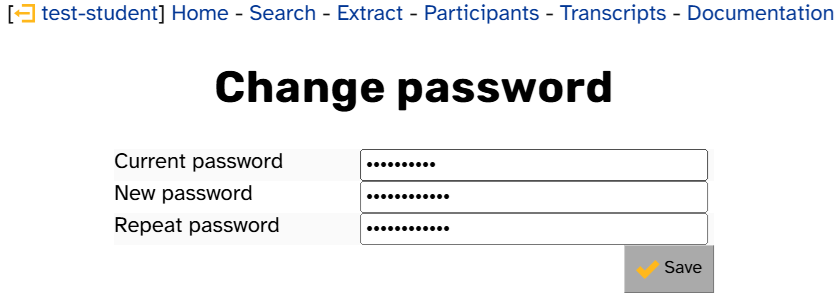 [test-student] Home - Search - Extract - Participants - Transcripts - Documentation
Change password
Current password ••••••••••
New password ••••••••••••
Repeat password ••••••••••••
Save